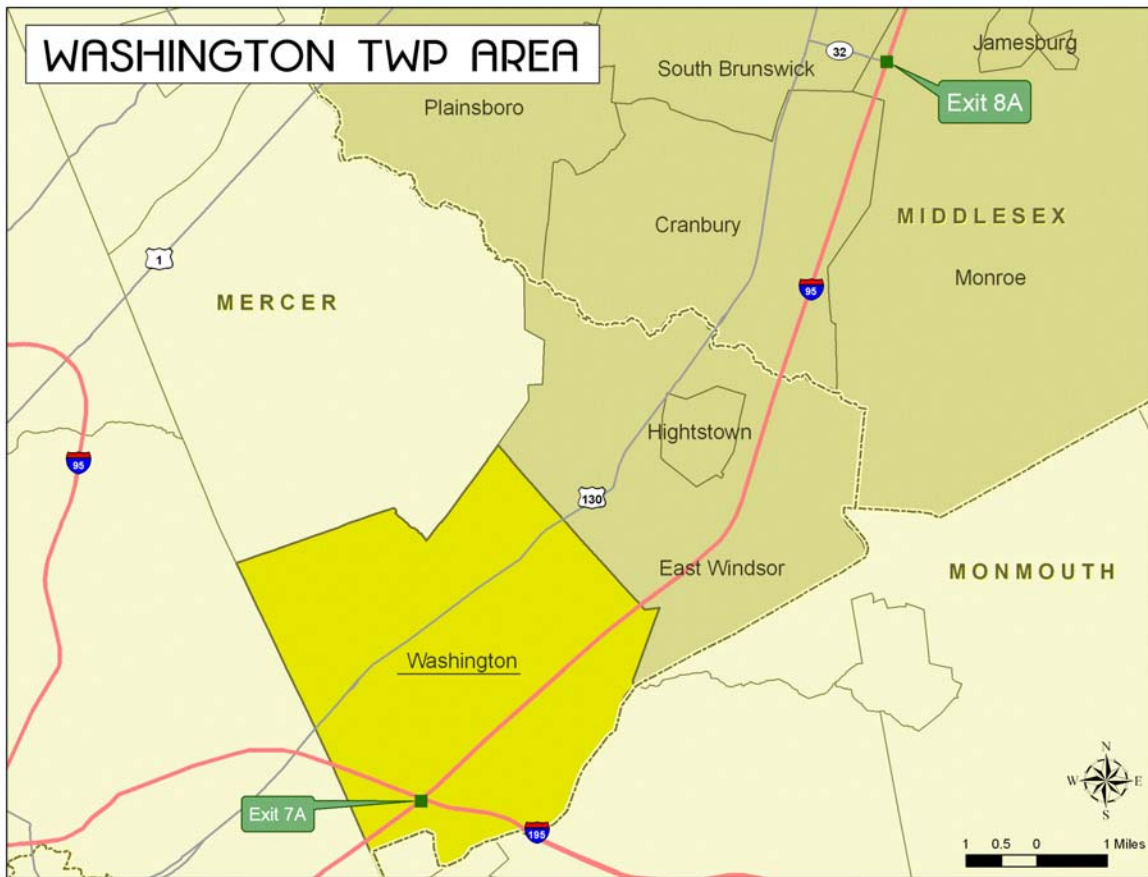 WASHINGTON TWP AREA
32
Jamesburg
South Brunswick
Plainsboro
Exit 8A
Cranbury
MIDDLESEX
1
Monroe
95
MERCER
Hightstown
95
130
East Windsor
MONMOUTH
Washington
N
W E
S
Exit 7A
195
1 0.5 0 1 Miles